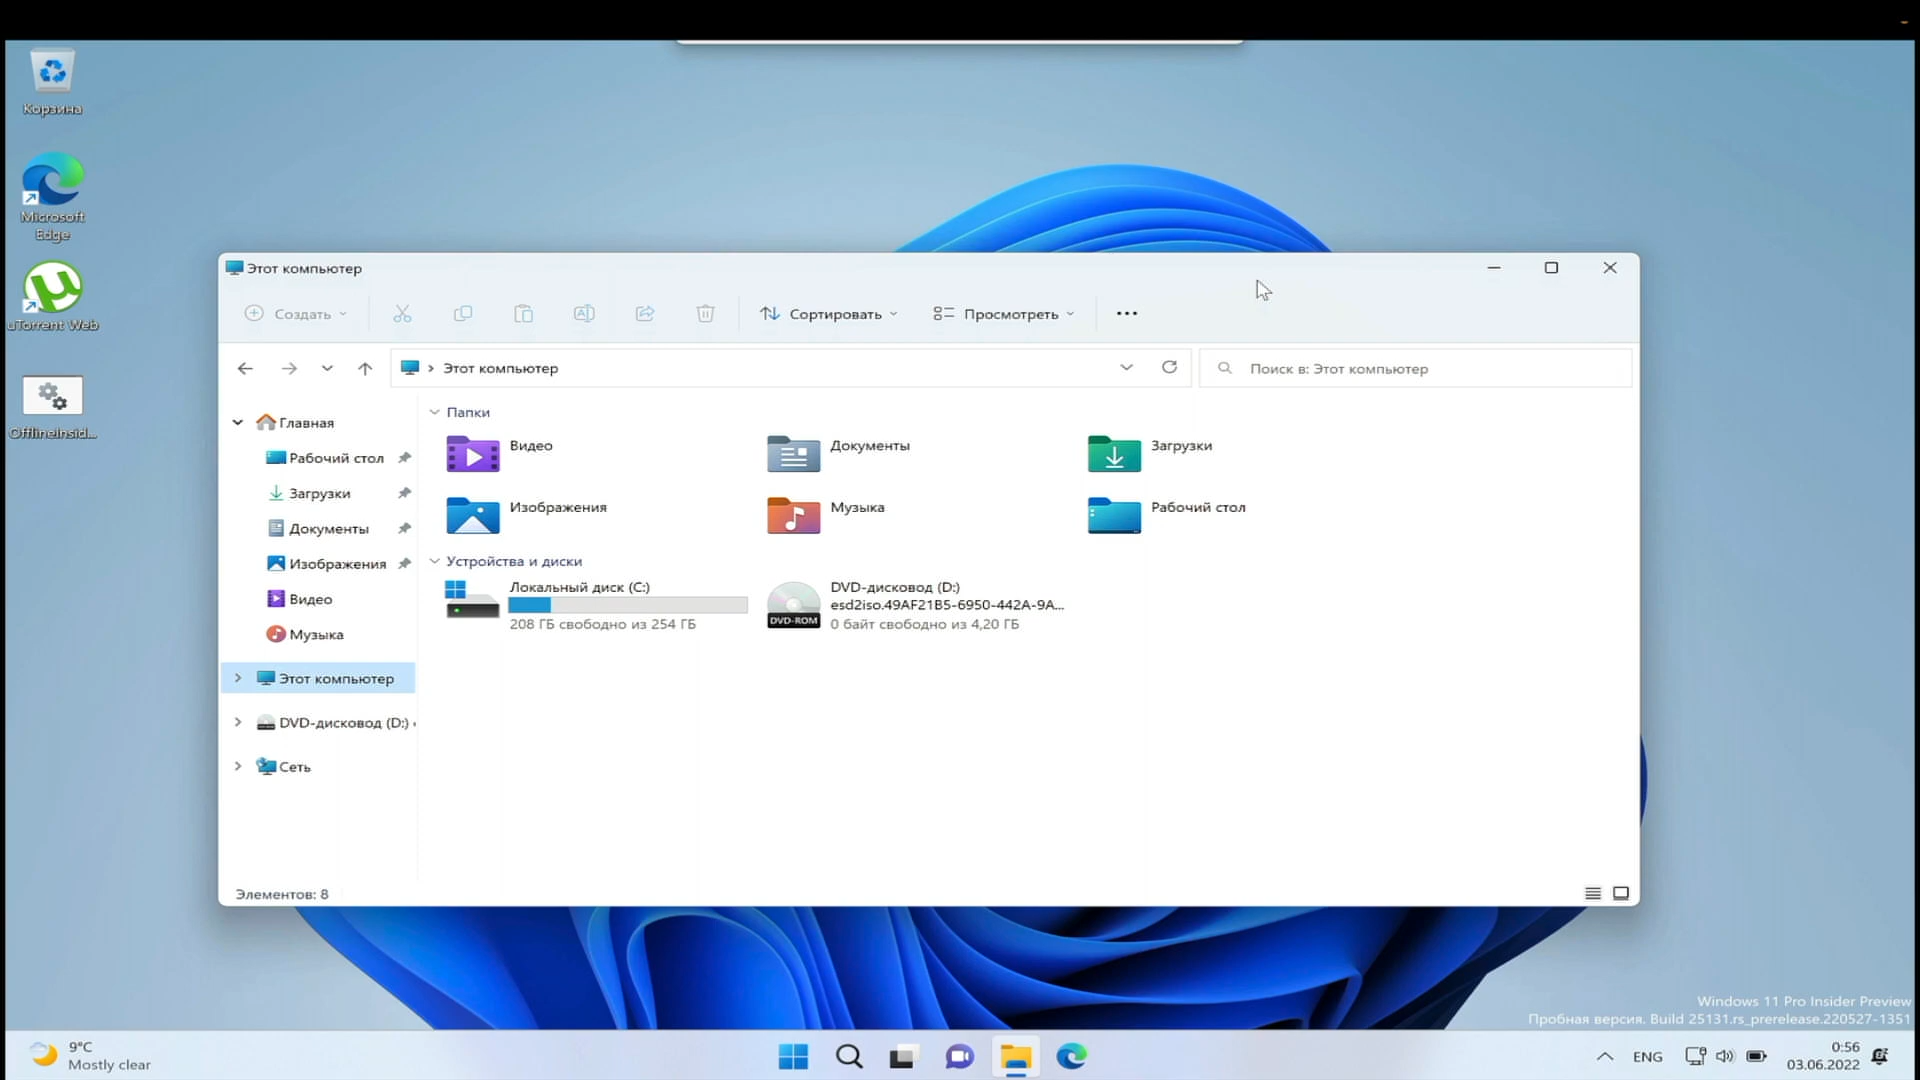 Корзина
Microsoft
Edge
uTorrent Web
OfflineInsid...
Этот компьютер
Создать
Сортировать
Просмотреть
Этот компьютер
Поиск в: Этот компьютер
Главная
Рабочий стол
Загрузки
Документы
Изображения
Видео
Музыка
Этот компьютер
DVD-дисковод (D:)
Сеть
Папки
Видео
Документы
Загрузки
Изображения
Музыка
Рабочий стол
Устройства и диски
Локальный диск (C:)
208 ГБ свободно из 254 ГБ
DVD-дисковод (D:)
esd2iso.49AF21B5-6950-442A-9A...
DVD-ROM
0 байт свободно из 4,20 ГБ
Элементов: 8
Windows 11 Pro Insider Preview
Пробная версия. Build 25131.rs_prerelease.220527-1351
9°C
Mostly clear
ENG
0:56
03.06.2022